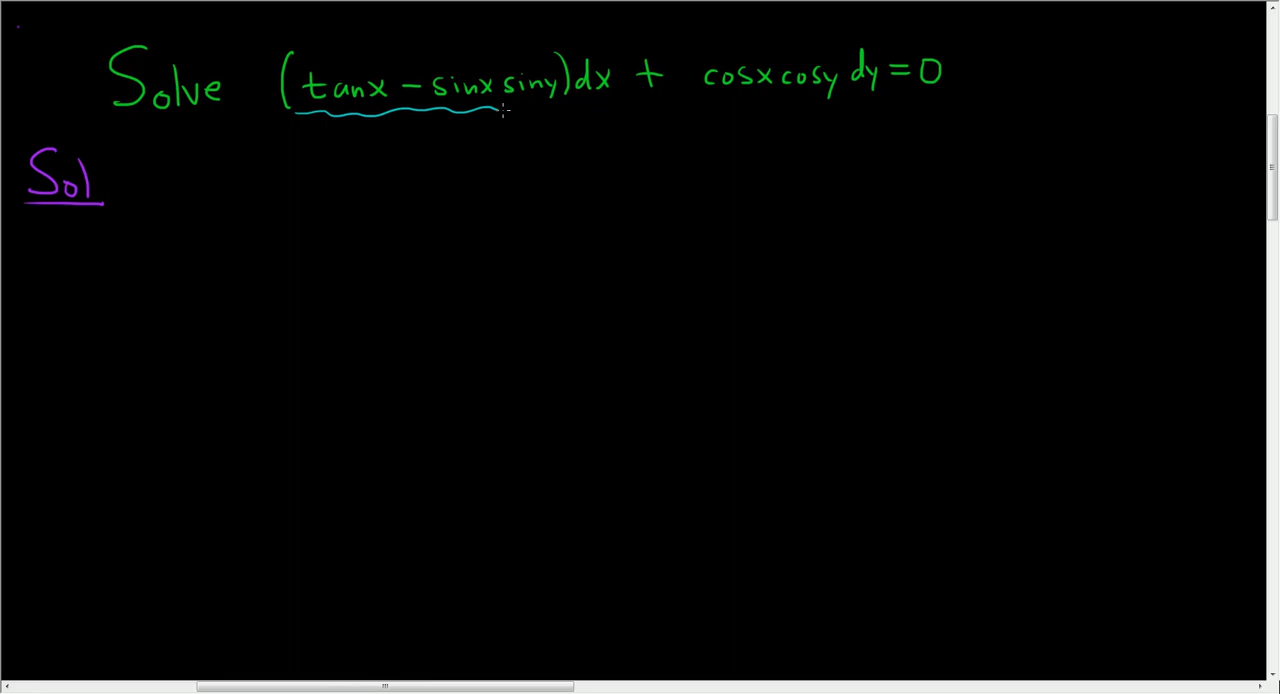 Solve (tanx - sinx siny)dx + cosx cosy dy = 0
Sol